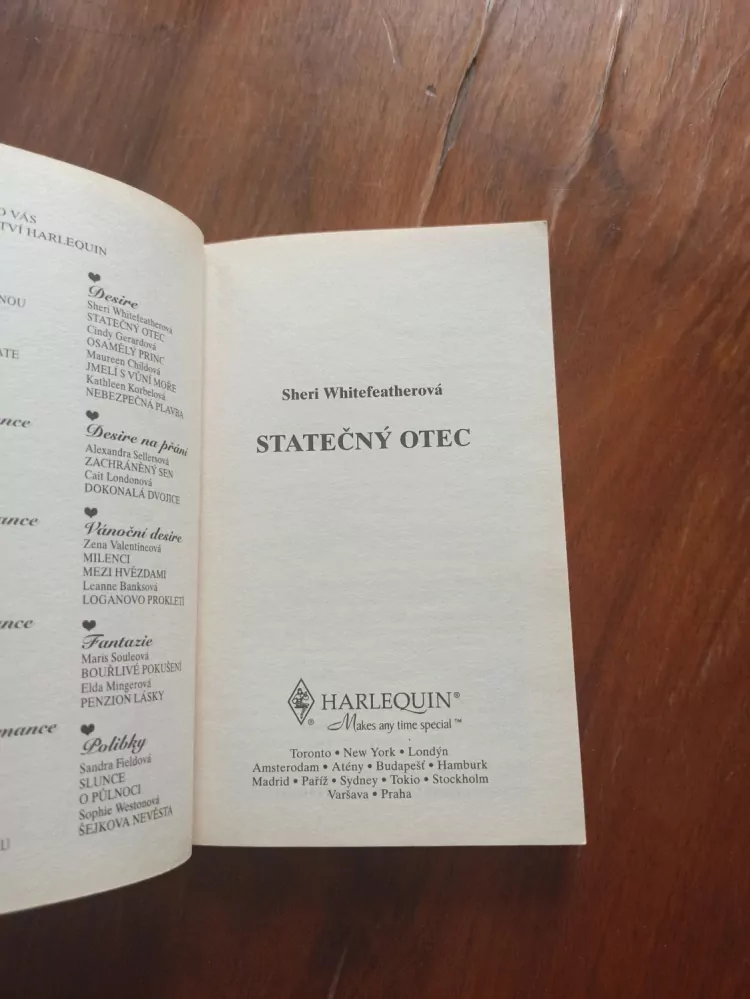 O VÁS
TVÍ HARLEQUIN
NOU
ATE
nce
ance
nce
mance
U
Desire
Sheri Whitefeatherová
STATEČNÝ OTEC
Cindy Gerardová
OSAMĚLÝ PRINC
Maureen Childová
JMELÍ S VŮNÍ MOŘE
Kathleen Korbelová
NEBEZPEČNÁ PLAVBA
Desire na přání
Alexandra Sellersová
ZACHRÁNĚNÝ SEN
Cait Londonová
DOKONALÁ DVOJICE
Vánoční desire
Zena Valentineová
MILENCI
MEZI HVĚZDAMI
Leanne Banksová
LOGANOVO PROKLETÍ
Fantazie
Maris Souleová
BOUŘLIVÉ POKUŠENÍ
Elda Mingerová
PENZION LÁSKY
Polibky
Sandra Fieldová
SLUNCE
O PŮLNOCI
Sophie Westonová
ŠEJKOVA NEVĚSTA
Sheri Whitefeatherová
STATEČNÝ OTEC
HARLEQUIN®
Makes any time special™
Toronto • New York • Londýn
Amsterodam • Atény • Budapešť • Hamburk
Madrid • Paříž • Sydney • Tokio • Stockholm
Varšava • Praha